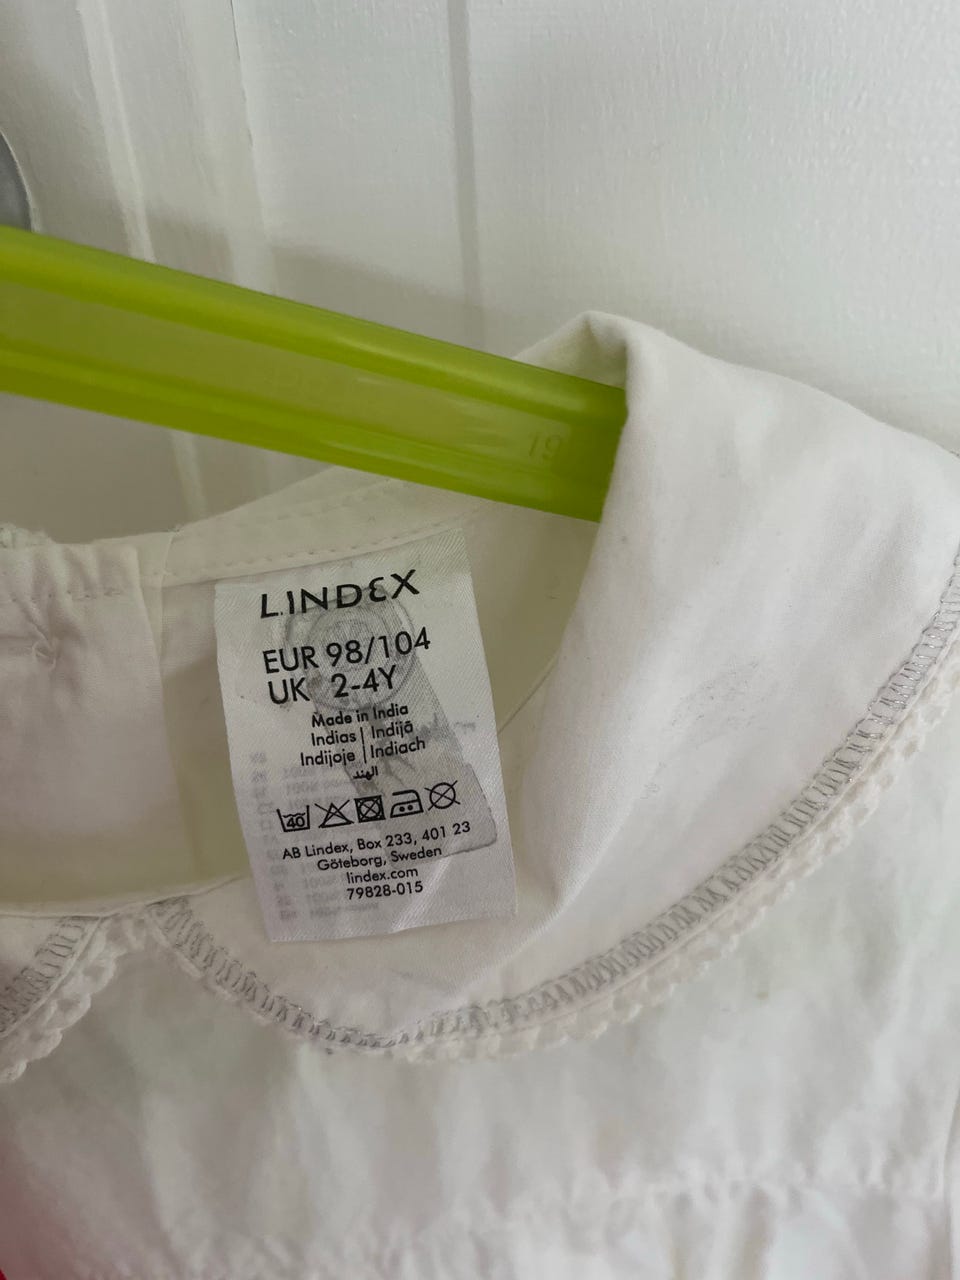 LINDEX
EUR 98/104
UK 2-4Y
Made in India
Indias | Indijā
Indijoje | Indiach
الهند
40
AB Lindex, Box 233, 401 23
Göteborg, Sweden
lindex.com
79828-015